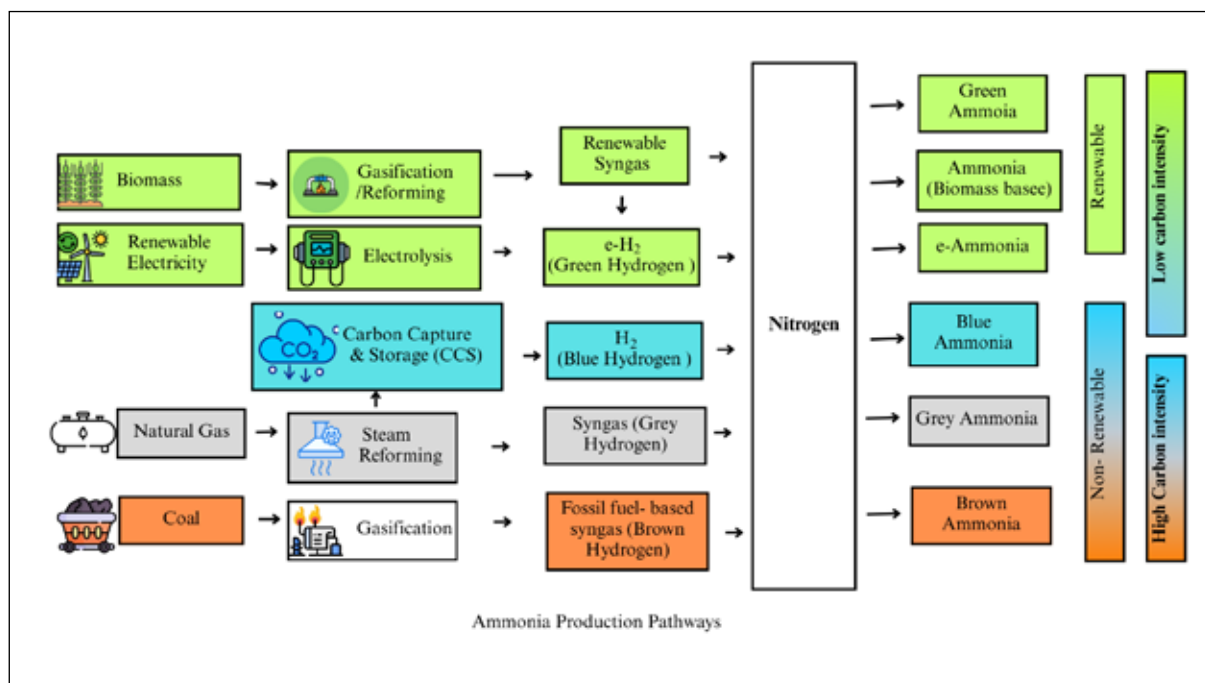 Biomass
Gasification
/Reforming
Renewable
Syngas
Renewable
Electricity
Electrolysis
e-H₂
(Green Hydrogen )
CO₂
Carbon Capture
& Storage (CCS)
H₂
(Blue Hydrogen )
Natural Gas
Steam
Reforming
Syngas (Grey
Hydrogen)
Coal
Gasification
Fossil fuel- based
syngas (Brown
Hydrogen)
Nitrogen
Green
Ammoia
Ammonia
(Biomass basee)
e-Ammonia
Blue
Ammonia
Grey Ammonia
Brown
Ammonia
Renewable
Non- Renewable
Low carbon intensity
High Carbon intensity
Ammonia Production Pathways